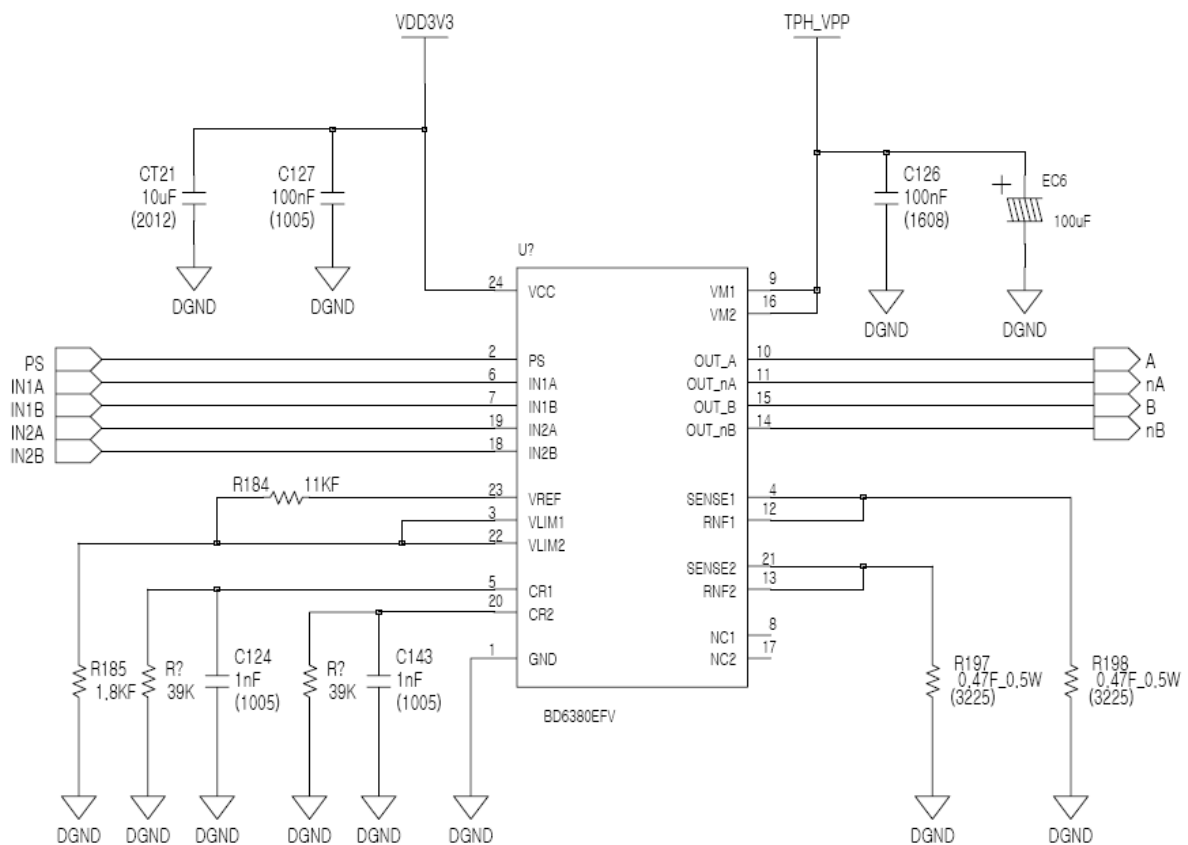 VDD3V3
TPH_VPP
CT21
10uF
(2012)
C127
100nF
(1005)
C126
100nF
(1608)
EC6
+
100uF
DGND
DGND
DGND
DGND
U?
24
VCC
VM1
9
VM2
16
PS
2
PS
OUT_A
10
A
IN1A
6
IN1A
OUT_nA
11
nA
IN1B
7
IN1B
OUT_B
15
B
IN2A
19
IN2A
OUT_nB
14
nB
IN2B
18
IN2B
R184
11KF
23
VREF
SENSE1
4
3
VLIM1
RNF1
12
22
VLIM2
SENSE2
21
5
CR1
RNF2
13
20
CR2
NC1
8
1
GND
NC2
17
R185
1,8KF
R?
39K
C124
1nF
(1005)
R?
39K
C143
1nF
(1005)
R197
0,47F_0,5W
(3225)
R198
0,47F_0,5W
(3225)
BD6380EFV
DGND
DGND
DGND
DGND
DGND
DGND
DGND
DGND